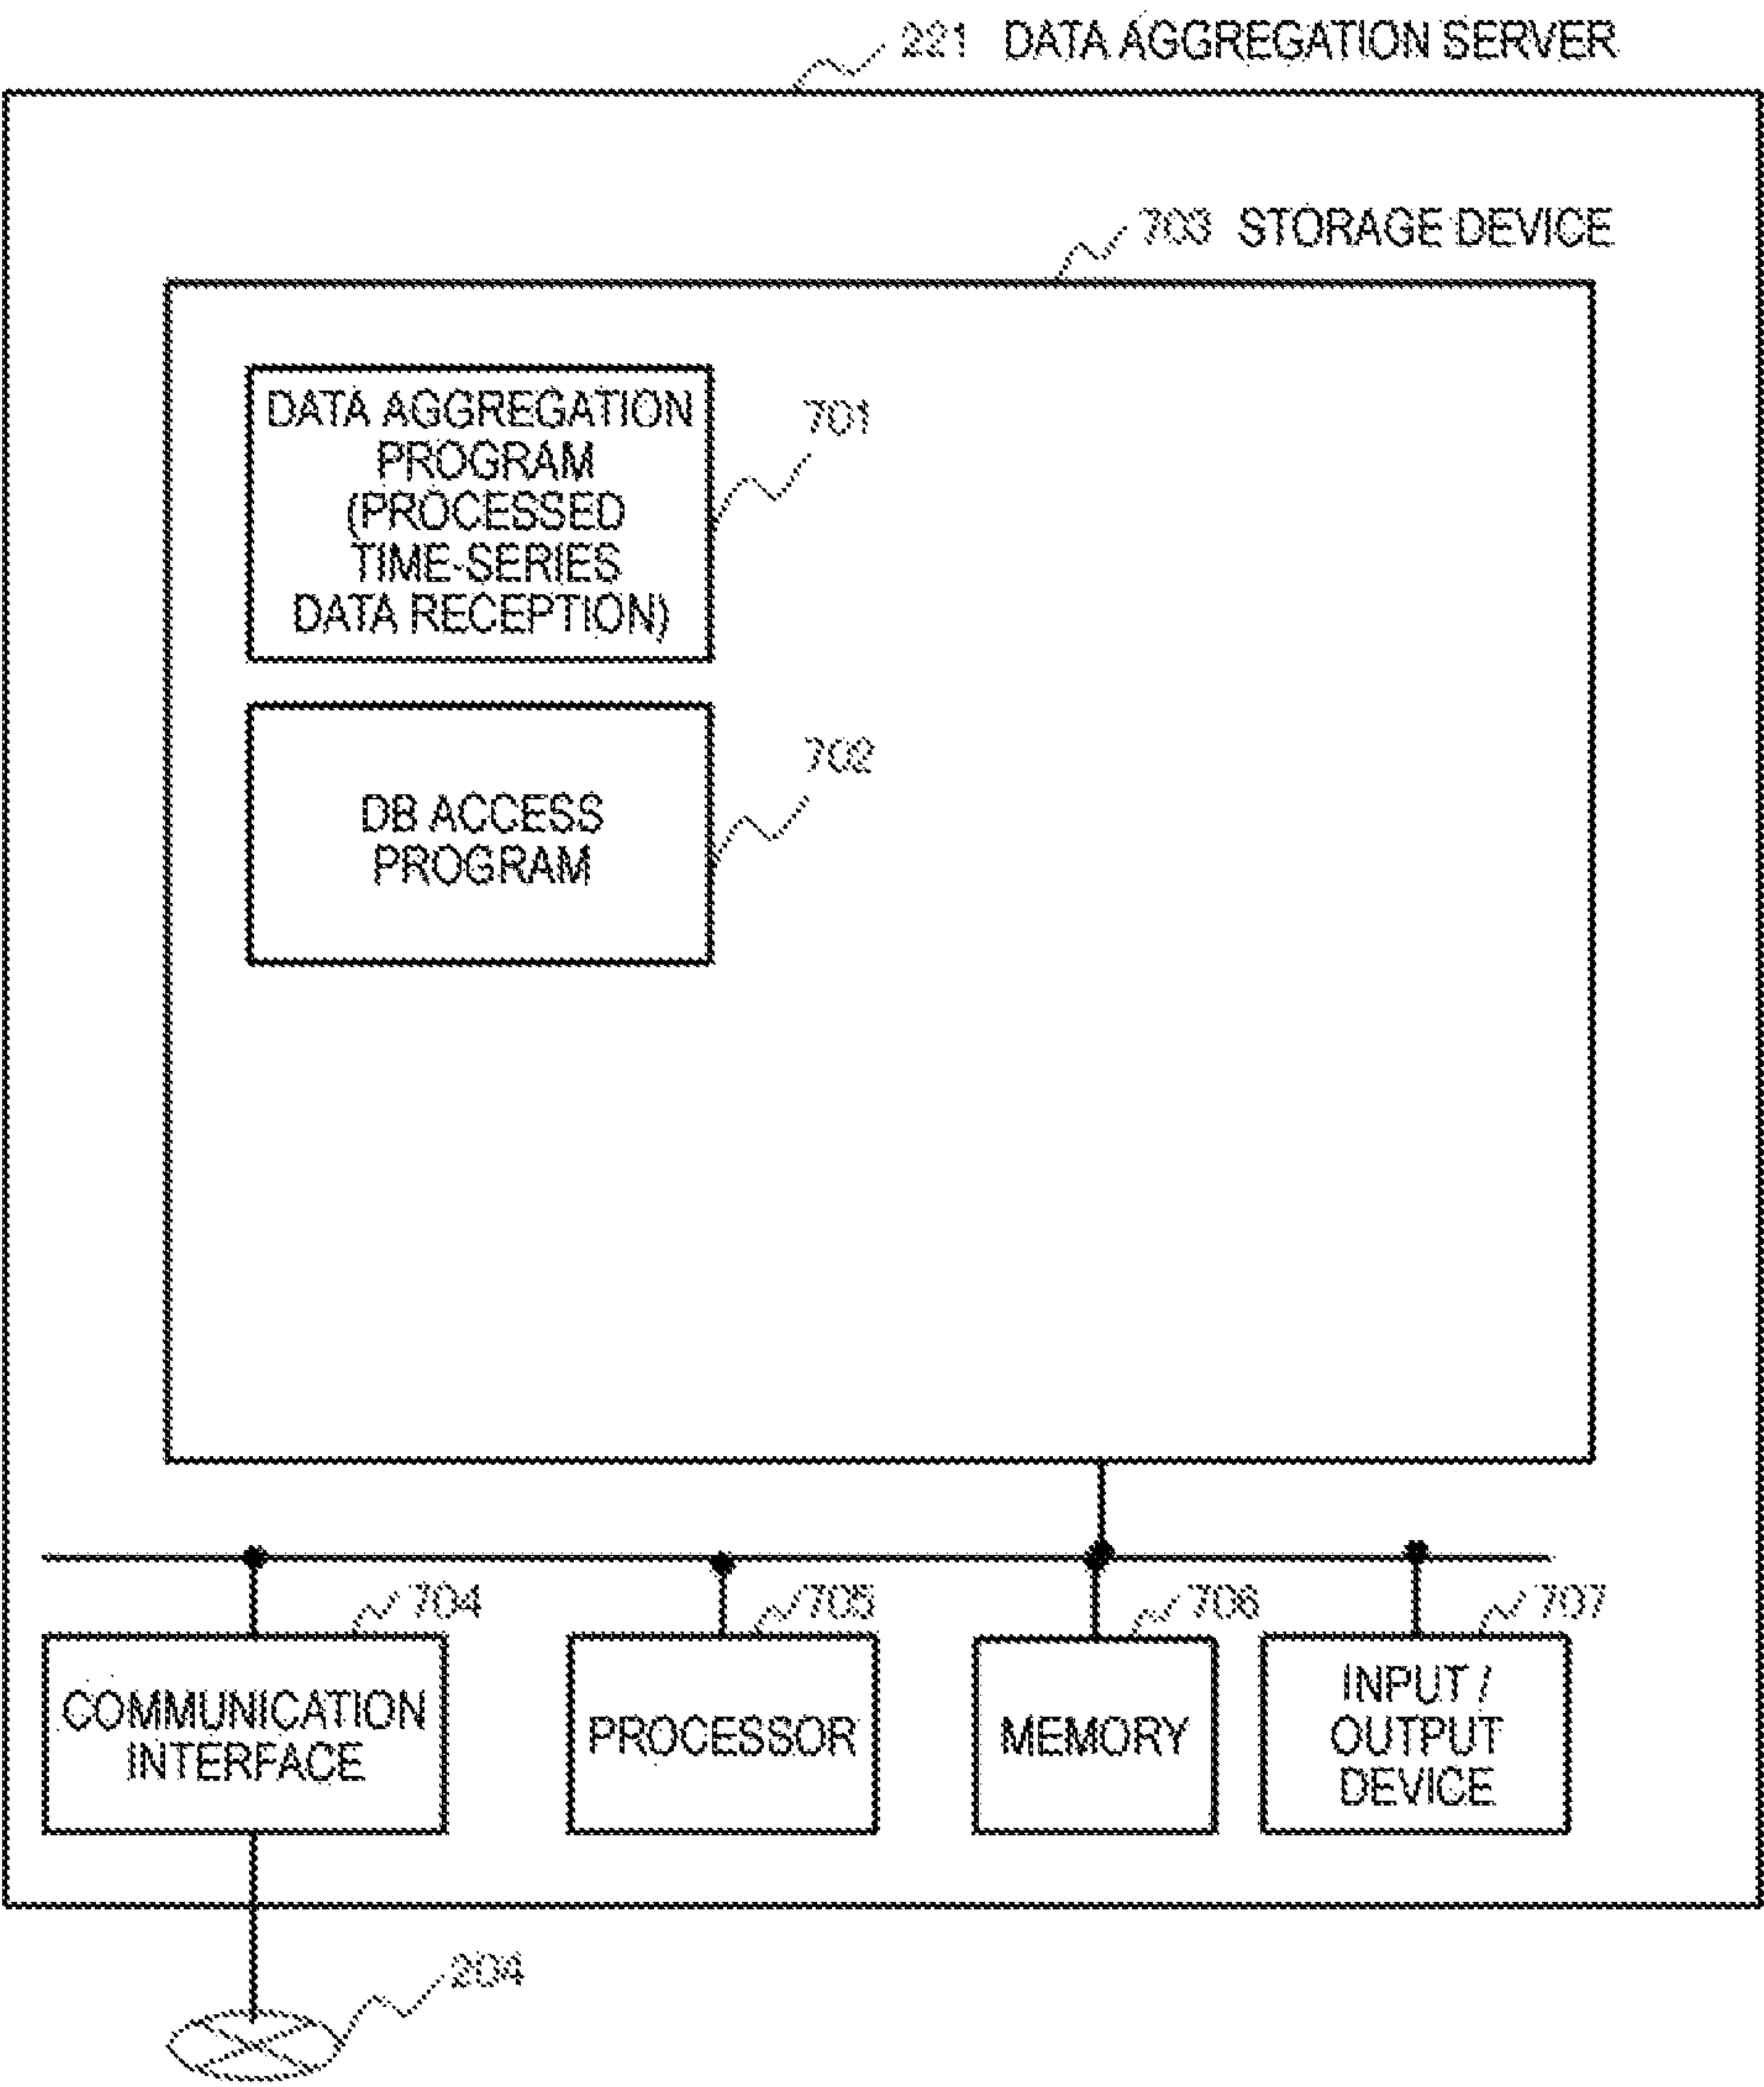 221 DATA AGGREGATION SERVER
703 STORAGE DEVICE
DATA AGGREGATION
PROGRAM
(PROCESSED
TIME-SERIES
DATA RECEPTION)
701
DB ACCESS
PROGRAM
702
704
COMMUNICATION
INTERFACE
705
PROCESSOR
706
MEMORY
707
INPUT /
OUTPUT
DEVICE
204